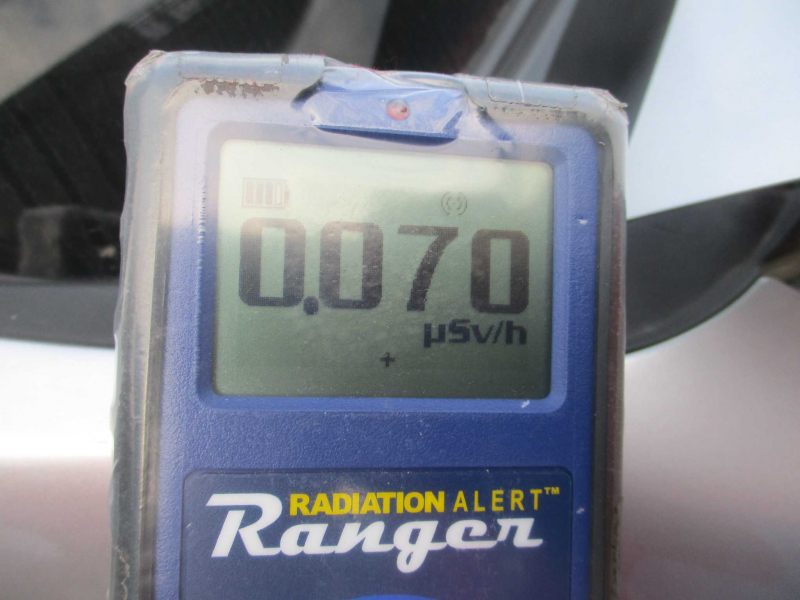 0.070
µSv/h
+
RADIATION ALERT™
Ranger